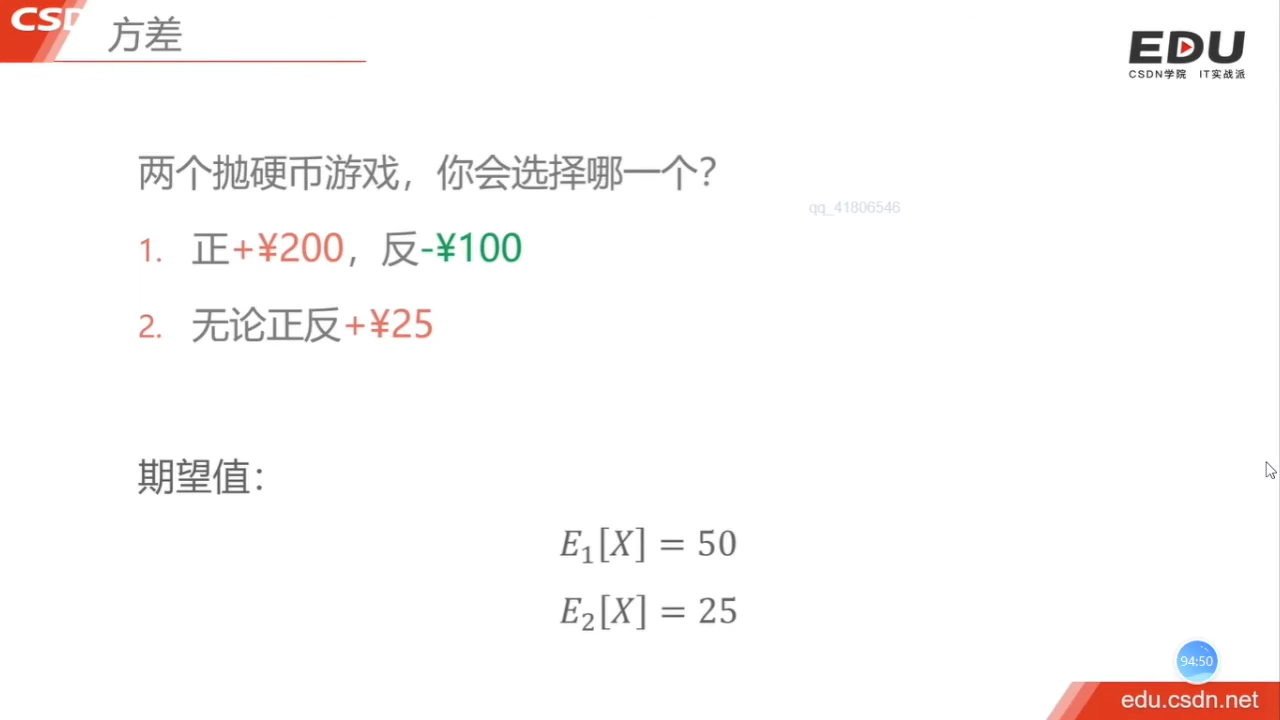 CSD
方差
EDU
CSDN学院 IT实战派
两个抛硬币游戏，你会选择哪一个？
qq_41806546
1. 正+¥200，反-¥100
2. 无论正反+¥25
期望值：
E₁[X] = 50
E₂[X] = 25
94:50
edu.csdn.net